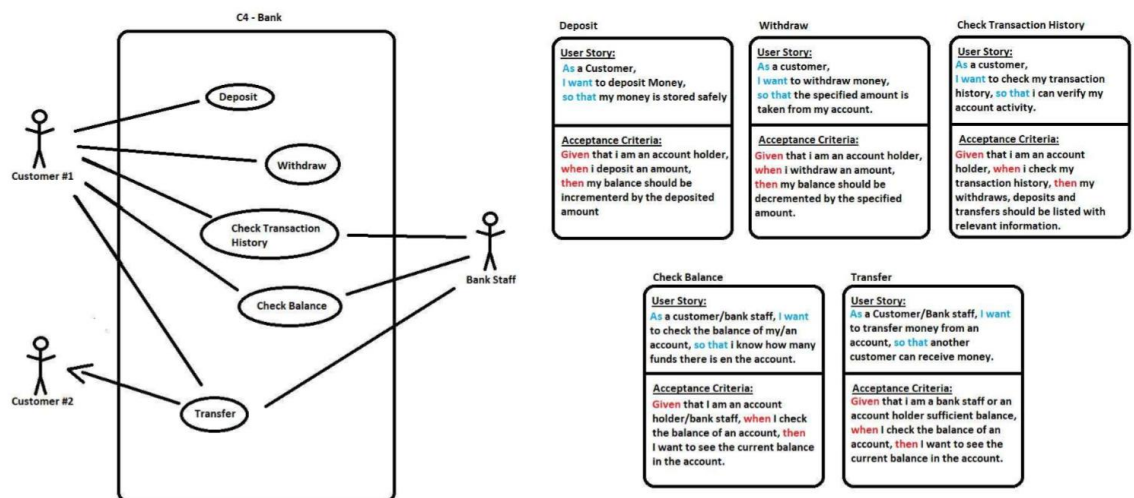 C4 - Bank
Deposit
Withdraw
Check Transaction
History
Check Balance
Transfer
Customer #1
Customer #2
Bank Staff
Deposit
User Story:
As a Customer,
I want to deposit Money,
so that my money is stored safely
Acceptance Criteria:
Given that i am an account holder,
when i deposit an amount,
then my balance should be
incrementerd by the deposited
amount
Withdraw
User Story:
As a customer,
I want to withdraw money,
so that the specified amount is
taken from my account.
Acceptance Criteria:
Given that i am an account holder,
when i withdraw an amount,
then my balance should be
decremented by the specified
amount.
Check Transaction History
User Story:
As a customer,
I want to check my transaction
history, so that i can verify my
account activity.
Acceptance Criteria:
Given that i am an account
holder, when i check my
transaction history, then my
withdraws, deposits and
transfers should be listed with
relevant information.
Check Balance
User Story:
As a customer/bank staff, I want
to check the balance of my/an
account, so that i know how many
funds there is en the account.
Acceptance Criteria:
Given that I am an account
holder/bank staff, when I check
the balance of an account, then
I want to see the current balance
in the account.
Transfer
User Story:
As a Customer/Bank staff, I want
to transfer money from an
account, so that another
customer can receive money.
Acceptance Criteria:
Given that i am a bank staff or an
account holder sufficient balance,
when I check the balance of an
account, then I want to see the
current balance in the account.